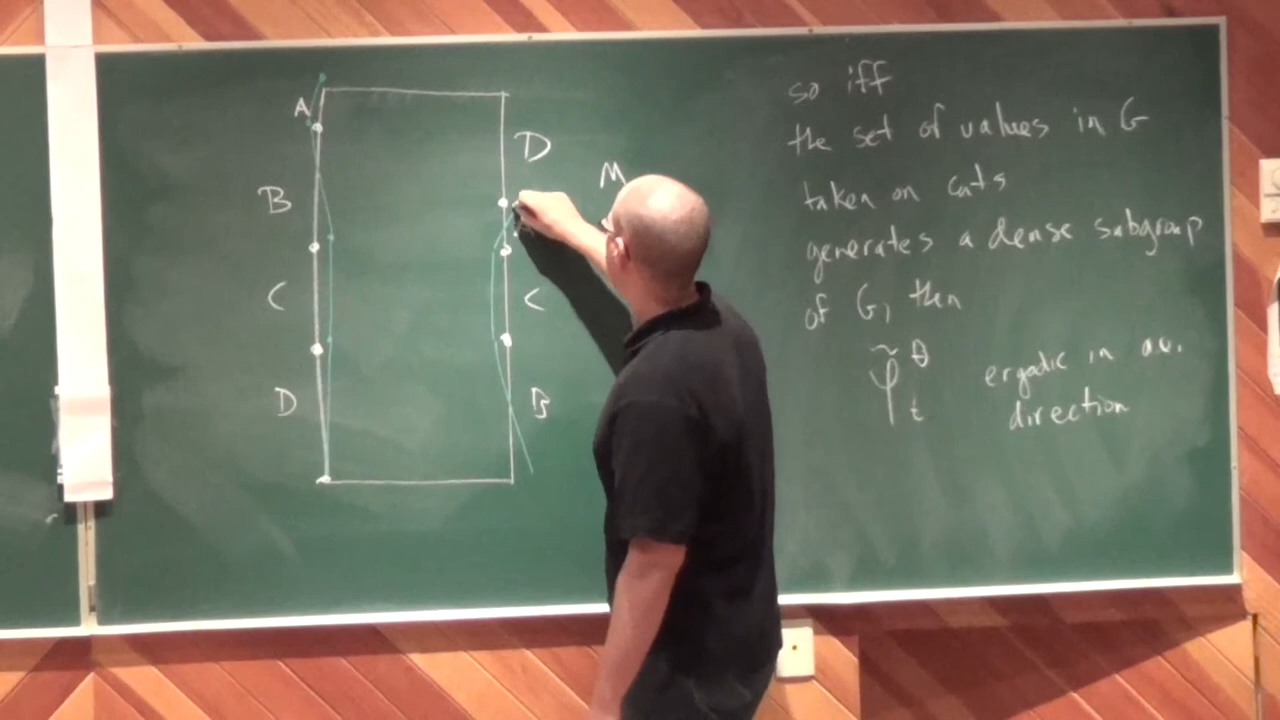 A
B
C
D
D
C
B
M
so iff
the set of values in G
taken on cuts
generates a dense subgroup
of G, then
φ̃ᶿₜ ergodic in a.e.
direction